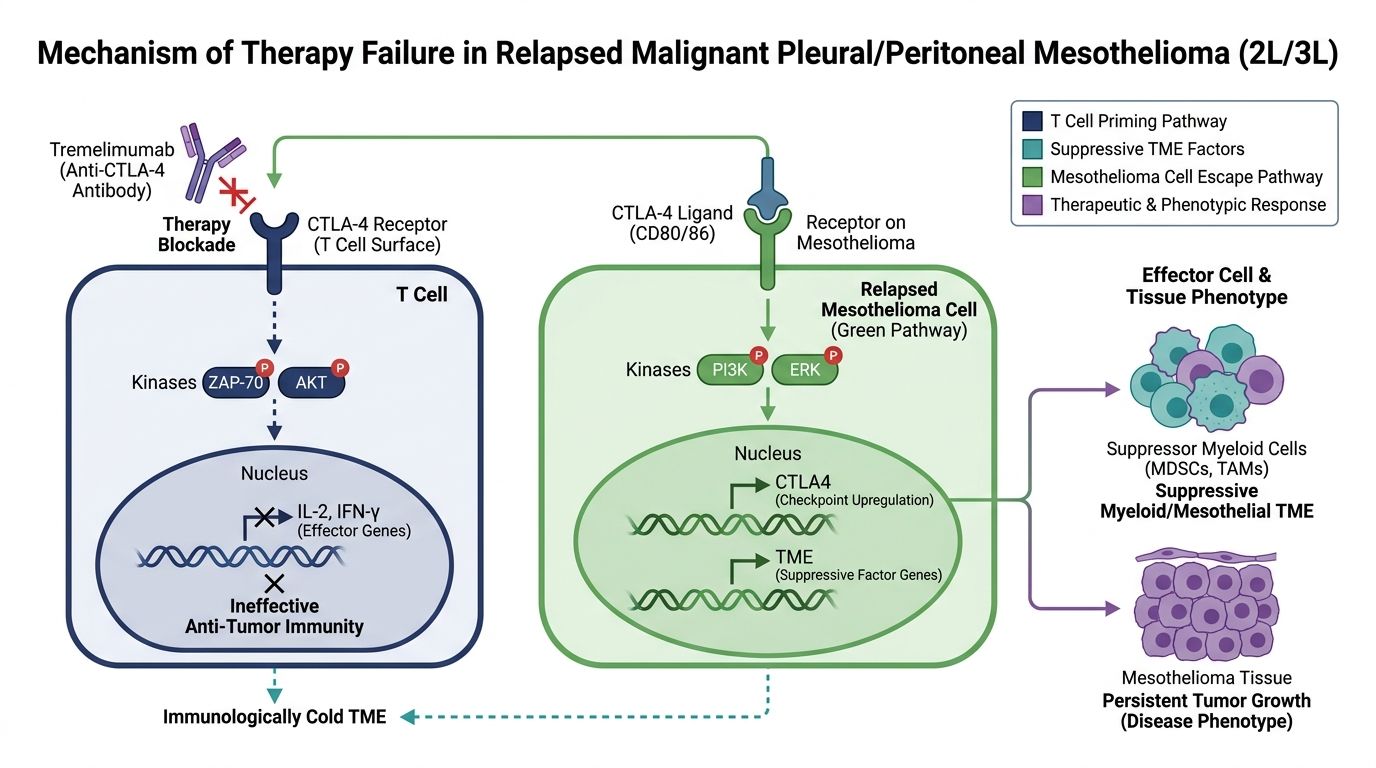 Mechanism of Therapy Failure in Relapsed Malignant Pleural/Peritoneal Mesothelioma (2L/3L)
T Cell Priming Pathway
Suppressive TME Factors
Mesothelioma Cell Escape Pathway
Therapeutic & Phenotypic Response
Tremelimumab
(Anti-CTLA-4
Antibody)
Therapy
Blockade
CTLA-4 Receptor
(T Cell Surface)
T Cell
Kinases
ZAP-70
P
AKT
P
Nucleus
IL-2, IFN-γ
(Effector Genes)
Ineffective
Anti-Tumor Immunity
Immunologically Cold TME
CTLA-4 Ligand
(CD80/86)
Receptor on
Mesothelioma
Relapsed
Mesothelioma Cell
(Green Pathway)
Kinases
PI3K
P
ERK
P
Nucleus
CTLA4
(Checkpoint Upregulation)
TME
(Suppressive Factor Genes)
Effector Cell &
Tissue Phenotype
Suppressor Myeloid Cells
(MDSCs, TAMs)
Suppressive
Myeloid/Mesothelial TME
Mesothelioma Tissue
Persistent Tumor Growth
(Disease Phenotype)